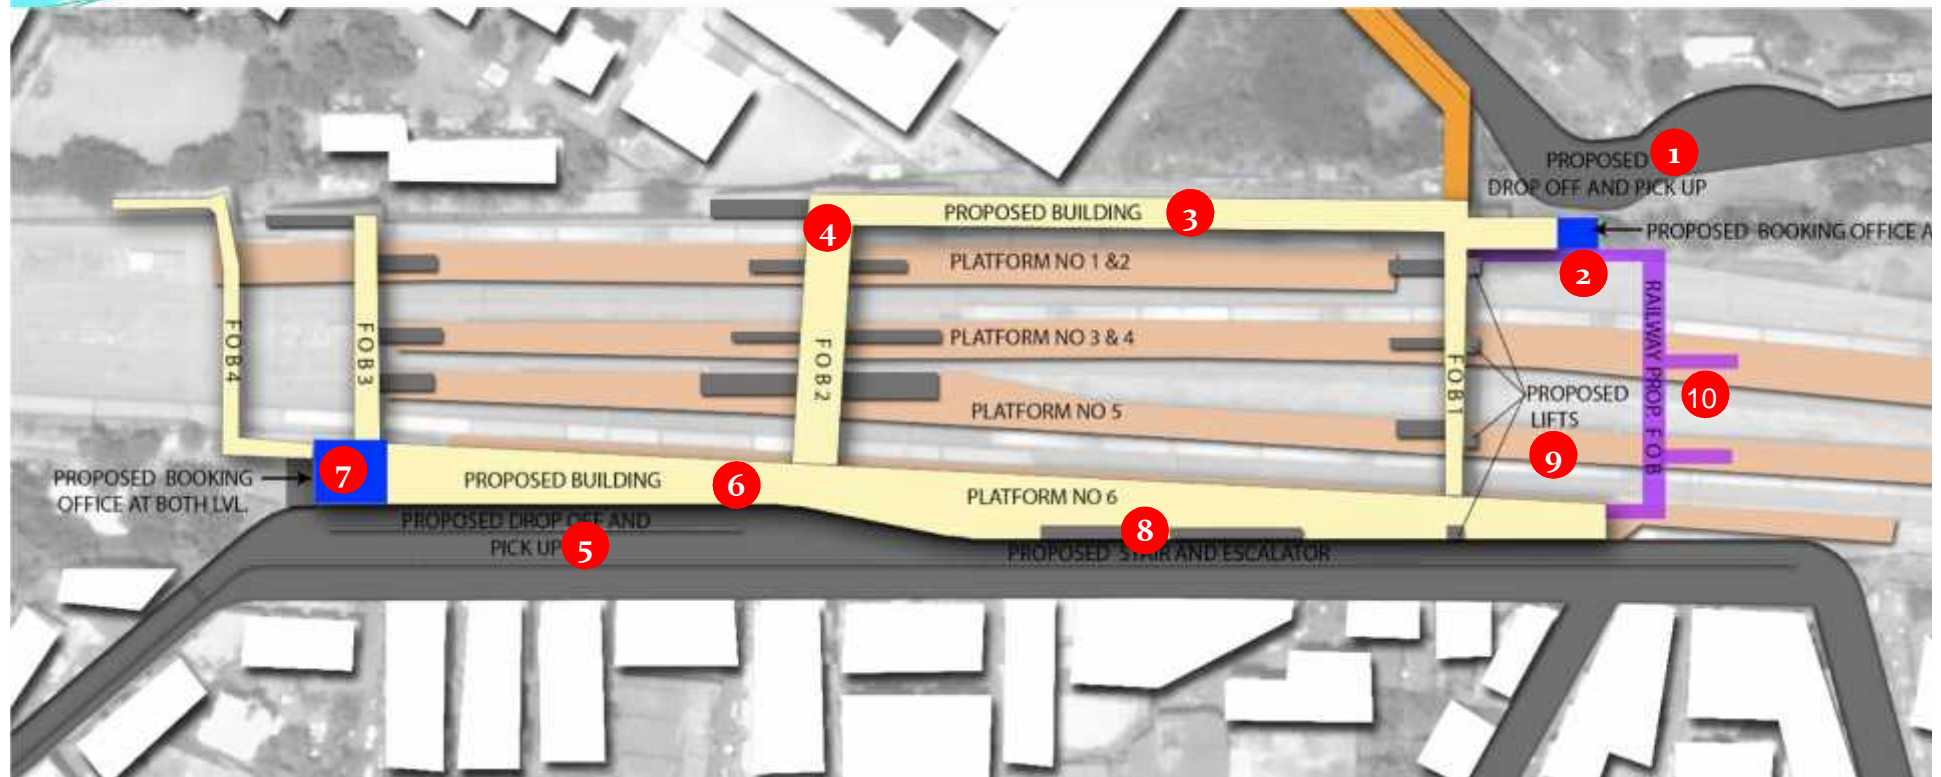 1
PROPOSED
DROP OFF AND PICK UP
PROPOSED BUILDING
3
4
PROPOSED BOOKING OFFICE A
2
PLATFORM NO 1 &2
PLATFORM NO 3 & 4
PLATFORM NO 5
FOB4
FOB3
FOB2
FOB1
RAILWAY PROP. FOB
10
PROPOSED
LIFTS
9
PROPOSED BOOKING
OFFICE AT BOTH LVL.
7
PROPOSED BUILDING
6
PLATFORM NO 6
PROPOSED DROP OFF AND
PICK UP
5
8
PROPOSED STAIR AND ESCALATOR